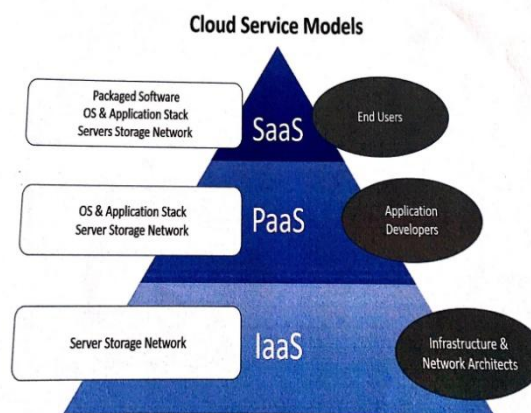 Cloud Service Models
Packaged Software
OS & Application Stack
Servers Storage Network
SaaS
End Users
OS & Application Stack
Server Storage Network
PaaS
Application
Developers
Server Storage Network
IaaS
Infrastructure &
Network Architects